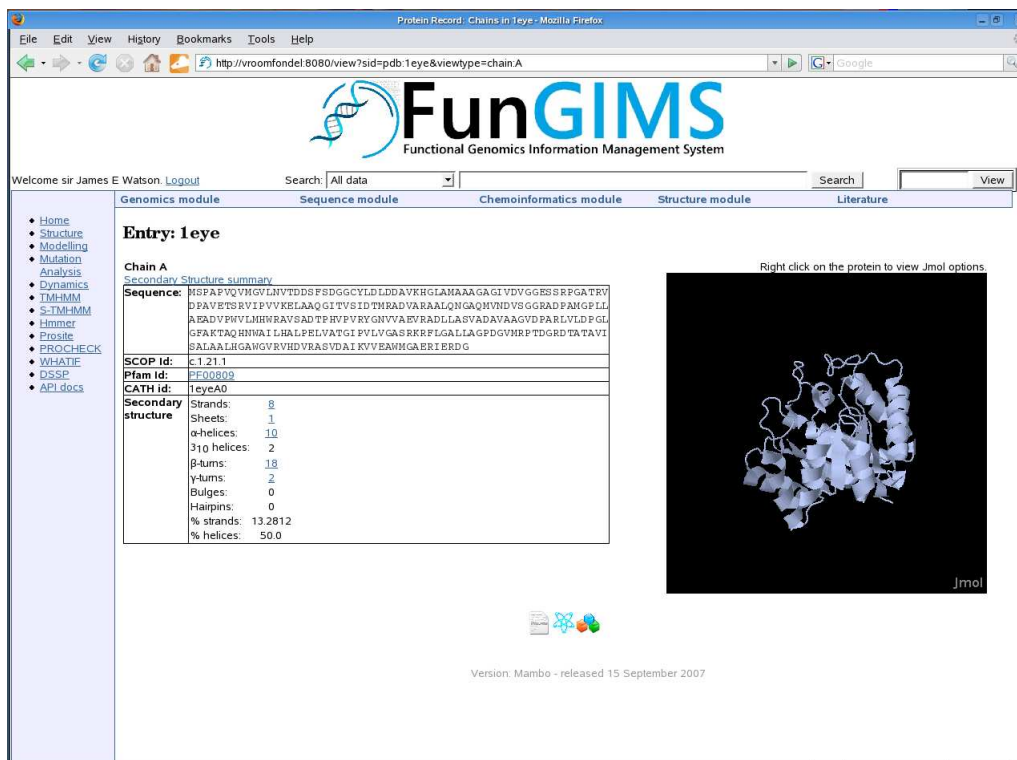 Protein Record: Chains in 1eye - Mozilla Firefox
File Edit View History Bookmarks Tools Help
http://vroomfondel:8080/view?sid=pdb:1eye&viewtype=chain:A
Google
FunGIMS
Functional Genomics Information Management System
Welcome sir James E Watson. Logout
Search: All data Search View
Genomics module Sequence module Chemoinformatics module Structure module Literature
Home
Structure
Modelling
Mutation
Analysis
Dynamics
TMHMM
S-TMHMM
Hmmer
Prosite
PROCHECK
WHATIF
DSSP
API docs
Entry: 1eye
Chain A
Right click on the protein to view Jmol options.
Secondary Structure summary
Sequence: MSPAPVQVMGVLNVTDDSFSDGGCYLDLDDAVKHGLAMAAAGAGIVDVGGESSRPGATRV
DPAVETSRVIPVVKELAAQGITVSIDTMRADVARAALQNGAQMVNDVSGGRADPAMGPLL
AEADVPWVLMHWRAVSADTPHVPVRYGNVVAEVRADLLASVADAVAAGVDPARLVLDPGL
GFAKTAQHNWAILHALPELVATGIPVLVGASRKRFLGALLAGPDGVMRPTDGRDTATAVI
SALAALHGAWGVRVHDVRASVDAIKVVEAWMGAERIERDG
SCOP Id: c.1.21.1
Pfam Id: PF00809
CATH id: 1eyeA0
Secondary structure
Strands: 8
Sheets: 1
α-helices: 10
310 helices: 2
β-turns: 18
γ-turns: 2
Bulges: 0
Hairpins: 0
% strands: 13.2812
% helices: 50.0
Jmol
Version: Mambo - released 15 September 2007